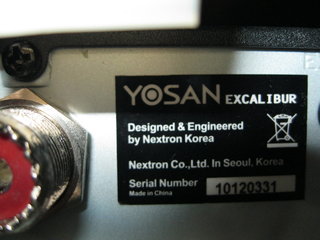 YOSAN EXCALIBUR
Designed & Engineered
by Nextron Korea
Nextron Co.,Ltd. In Seoul, Korea
Serial Number 10120331
Made in China